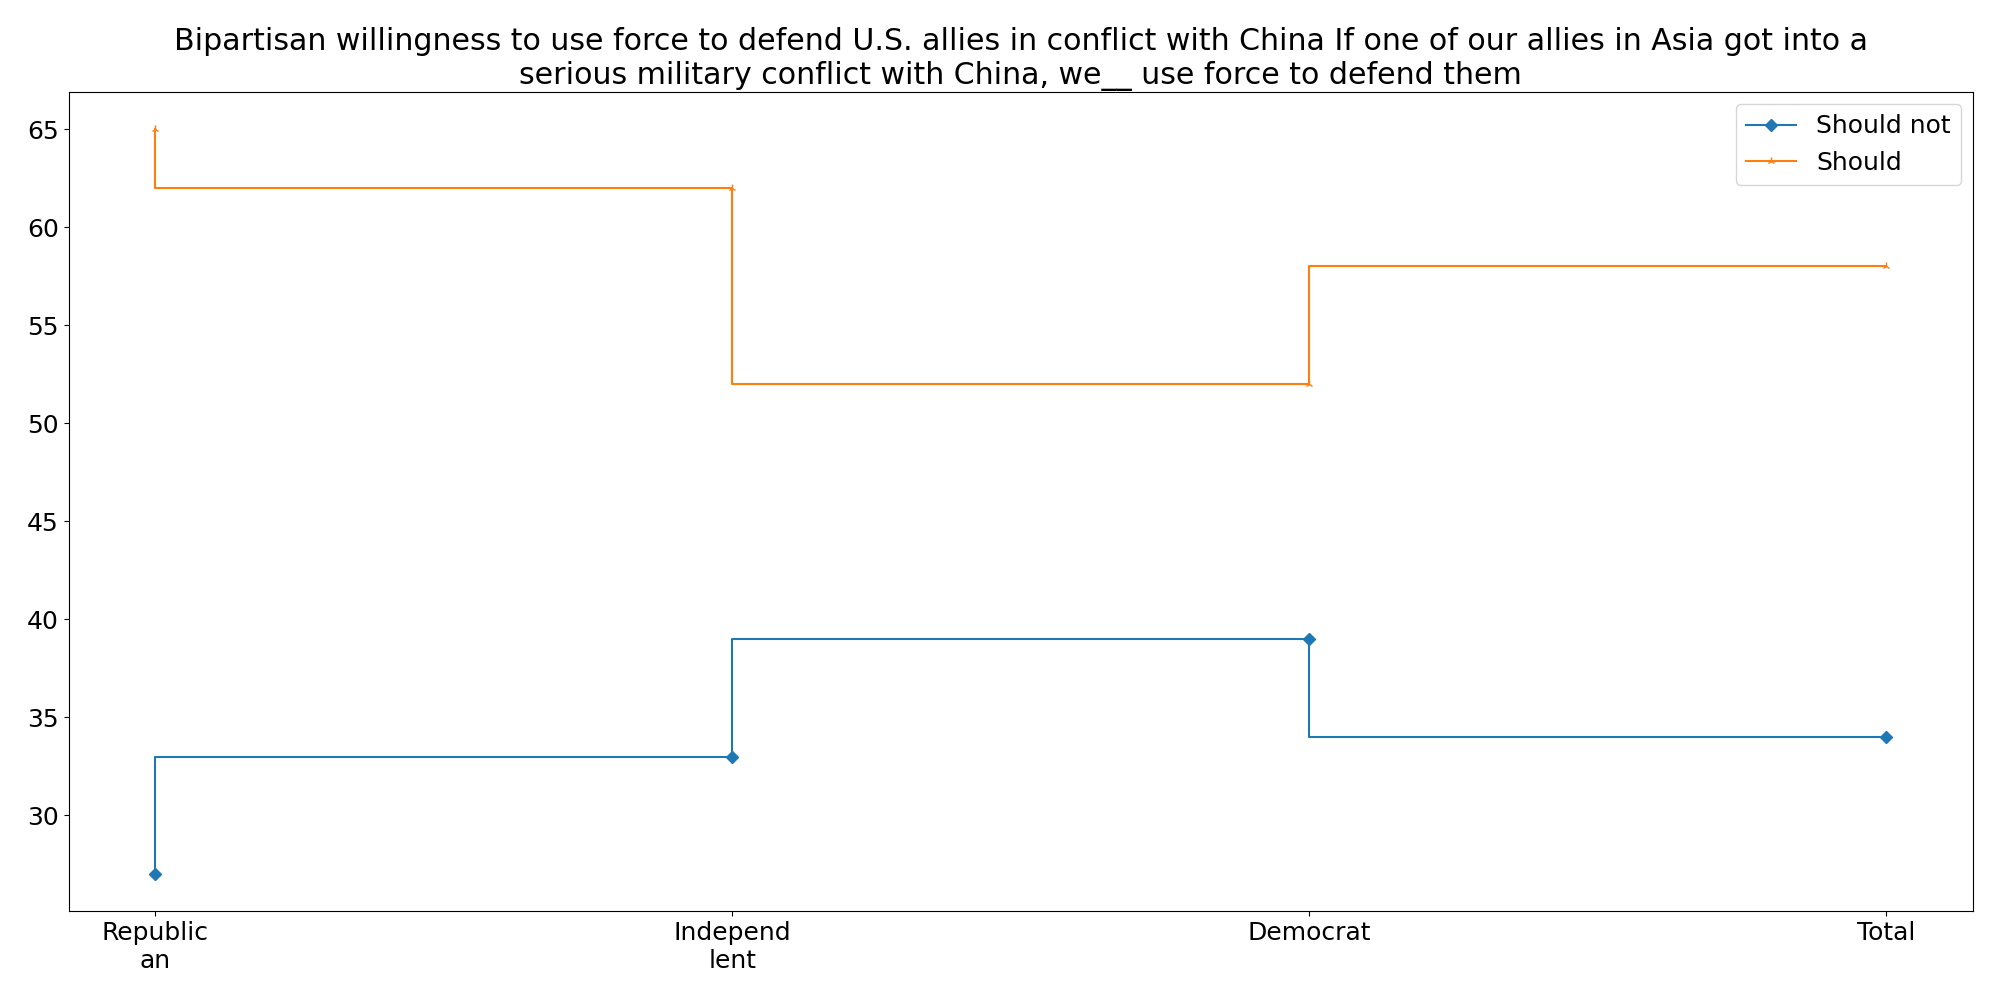 Bipartisan willingness to use force to defend U.S. allies in conflict with China If one of our allies in Asia got into a
serious military conflict with China, we__ use force to defend them
Should not
Should
65
60
55
50
45
40
35
30
Republic
an
Independ
lent
Democrat
Total